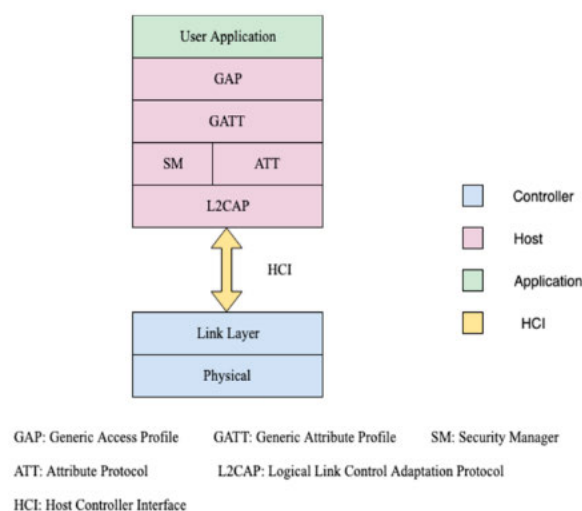 User Application
GAP
GATT
SM ATT
L2CAP
HCI
Link Layer
Physical
Controller
Host
Application
HCI
GAP: Generic Access Profile GATT: Generic Attribute Profile SM: Security Manager
ATT: Attribute Protocol L2CAP: Logical Link Control Adaptation Protocol
HCI: Host Controller Interface